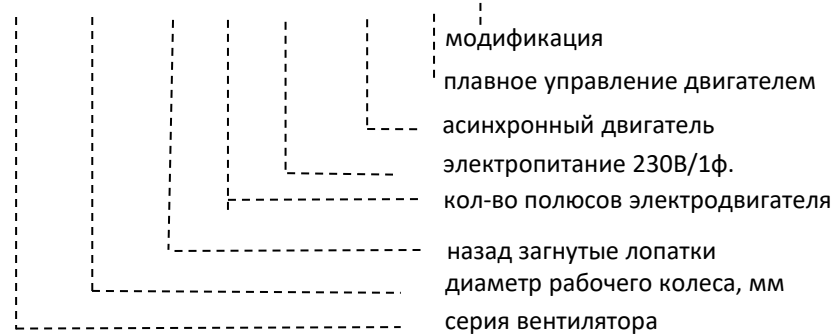 модификация
плавное управление двигателем
асинхронный двигатель
электропитание 230В/1ф.
кол-во полюсов электродвигателя
назад загнутые лопатки
диаметр рабочего колеса, мм
серия вентилятора